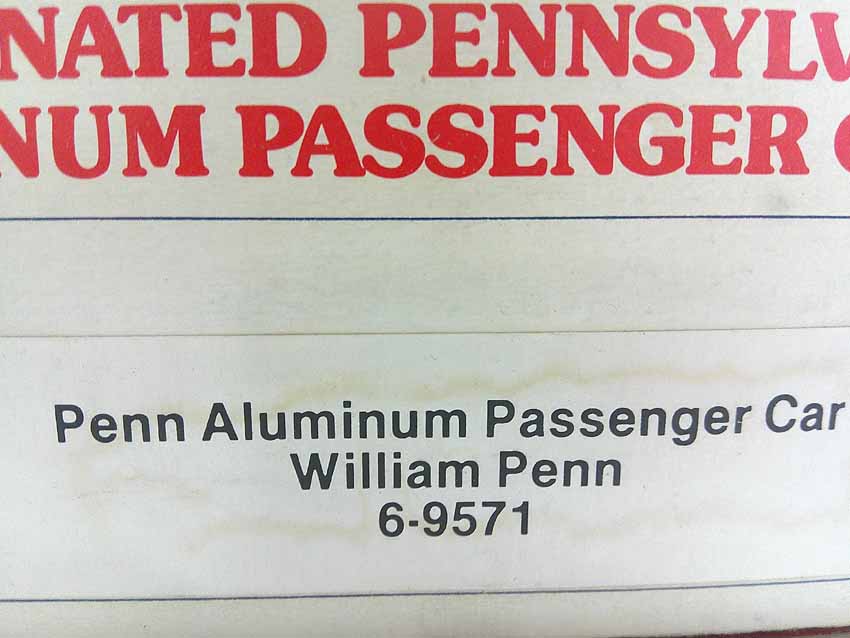 NATED PENNSYLV
NUM PASSENGER C
Penn Aluminum Passenger Car
William Penn
6-9571